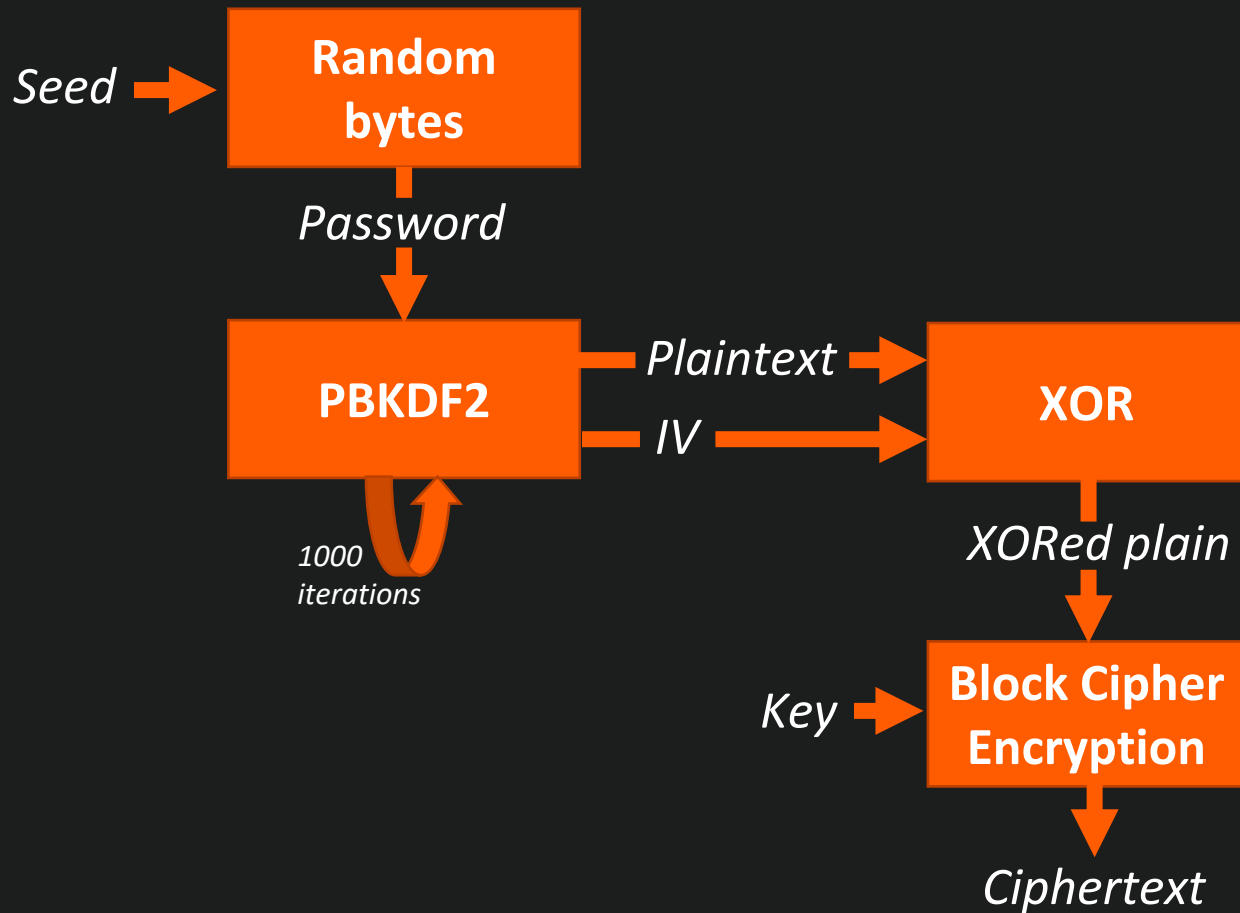 Seed
Random
bytes
Password
PBKDF2
Plaintext
IV
XOR
1000
iterations
XORed plain
Key
Block Cipher
Encryption
Ciphertext